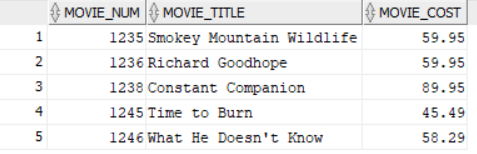 MOVIE_NUM MOVIE_TITLE MOVIE_COST
1 1235 Smokey Mountain Wildlife 59.95
2 1236 Richard Goodhope 59.95
3 1238 Constant Companion 89.95
4 1245 Time to Burn 45.49
5 1246 What He Doesn't Know 58.29